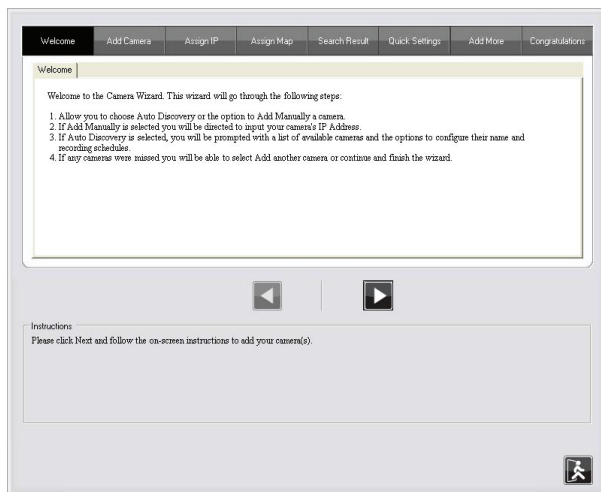 Welcome
Add Camera
Assign IP
Assign Map
Search Result
Quick Settings
Add More
Congratulations
Welcome
Welcome to the Camera Wizard. This wizard will go through the following steps:
1. Allow you to choose Auto Discovery or the option to Add Manually a camera.
2. If Add Manually is selected you will be directed to input your camera's IP Address.
3. If Auto Discovery is selected, you will be prompted with a list of available cameras and the options to configure their name and
recording schedules.
4. If any cameras were missed you will be able to select Add another camera or continue and finish the wizard.
Instructions
Please click Next and follow the on-screen instructions to add your camera(s).